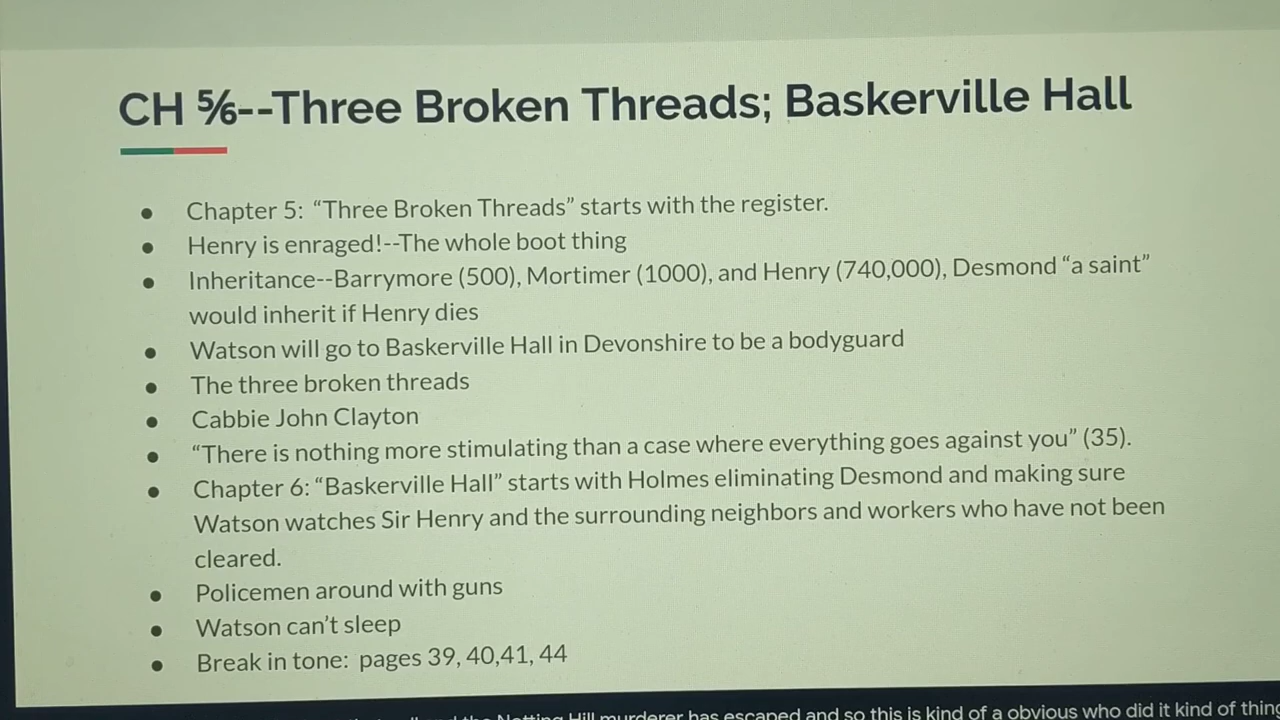 CH ⅚--Three Broken Threads; Baskerville Hall
● Chapter 5: “Three Broken Threads” starts with the register.
● Henry is enraged!--The whole boot thing
● Inheritance--Barrymore (500), Mortimer (1000), and Henry (740,000), Desmond “a saint”
would inherit if Henry dies
● Watson will go to Baskerville Hall in Devonshire to be a bodyguard
● The three broken threads
● Cabbie John Clayton
● “There is nothing more stimulating than a case where everything goes against you” (35).
● Chapter 6: “Baskerville Hall” starts with Holmes eliminating Desmond and making sure
Watson watches Sir Henry and the surrounding neighbors and workers who have not been
cleared.
● Policemen around with guns
● Watson can’t sleep
● Break in tone: pages 39, 40,41, 44
the Notting Hill murderer has escaped and so this is kind of a obvious who did it kind of thing